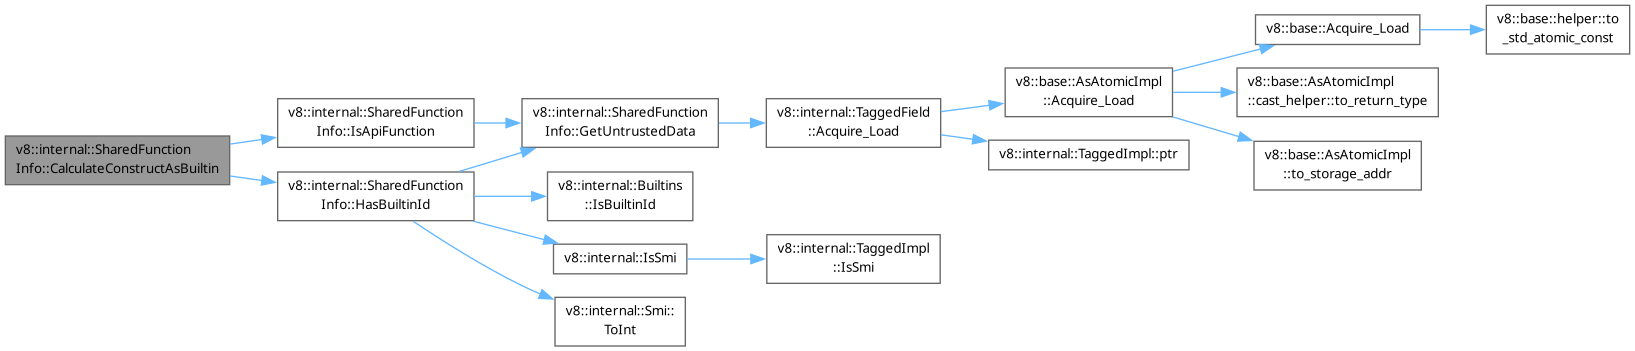 v8::internal::SharedFunction
Info::CalculateConstructAsBuiltin
v8::internal::SharedFunction
Info::IsApiFunction
v8::internal::SharedFunction
Info::HasBuiltinId
v8::internal::SharedFunction
Info::GetUntrustedData
v8::internal::Builtins
::IsBuiltinId
v8::internal::IsSmi
v8::internal::Smi::
ToInt
v8::internal::TaggedField
::Acquire_Load
v8::internal::TaggedImpl
::IsSmi
v8::base::AsAtomicImpl
::Acquire_Load
v8::internal::TaggedImpl::ptr
v8::base::Acquire_Load
v8::base::AsAtomicImpl
::cast_helper::to_return_type
v8::base::AsAtomicImpl
::to_storage_addr
v8::base::helper::to
_std_atomic_const